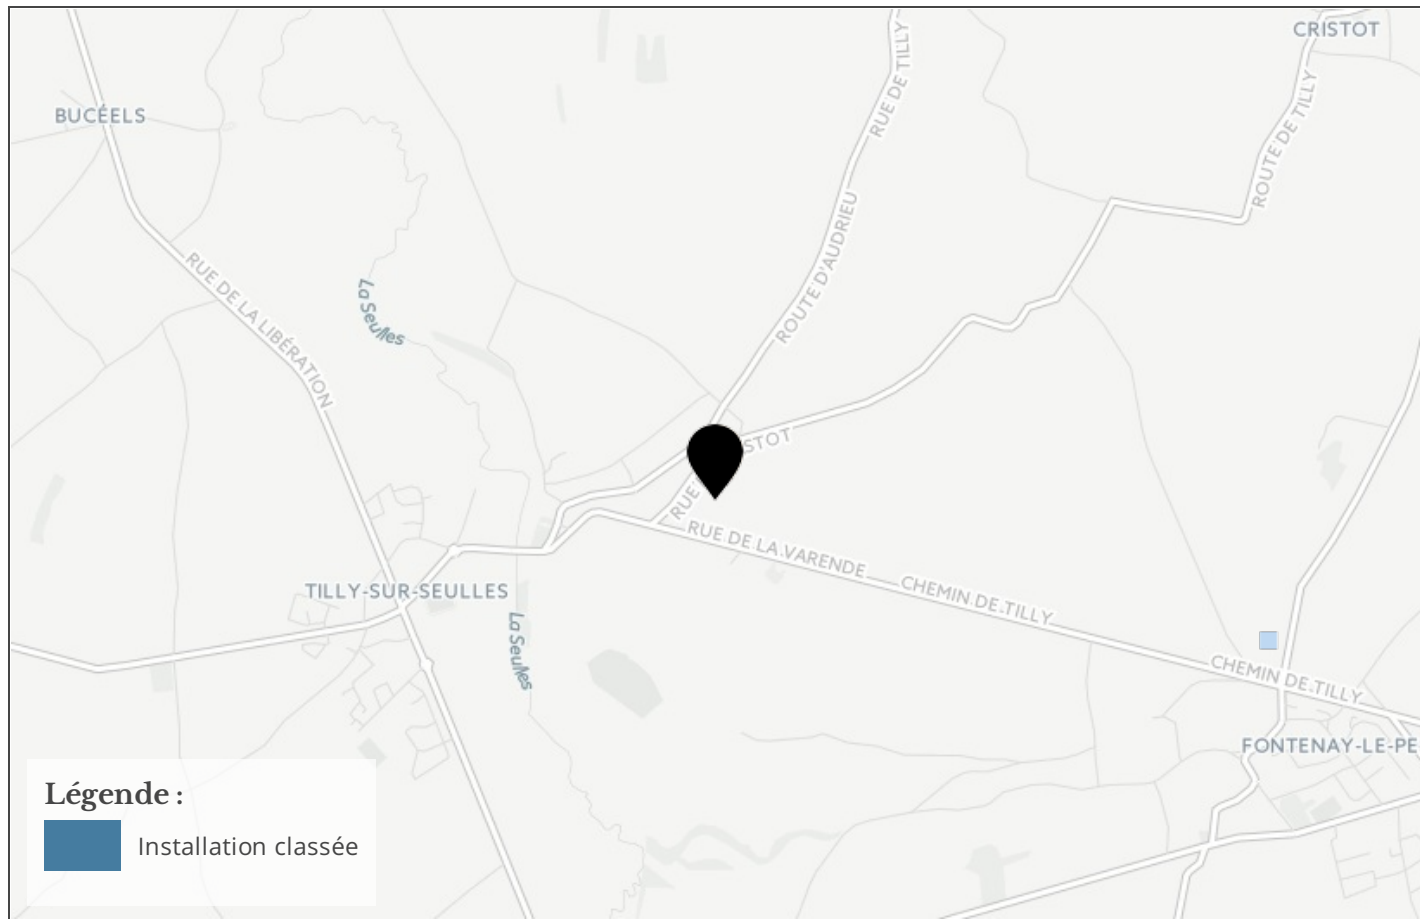 CRISTOT
RUE DE TILLY
ROUTE DE TILLY
BUCÉELS
ROUTE D'AUDRIEU
RUE DE LA LIBÉRATION
La Seulles
STOT
RUE
RUE DE LA VARENDE
CHEMIN DE TILLY
TILLY-SUR-SEULLES
La Seulles
CHEMIN DE TILLY
FONTENAY-LE-PE
Légende :
Installation classée